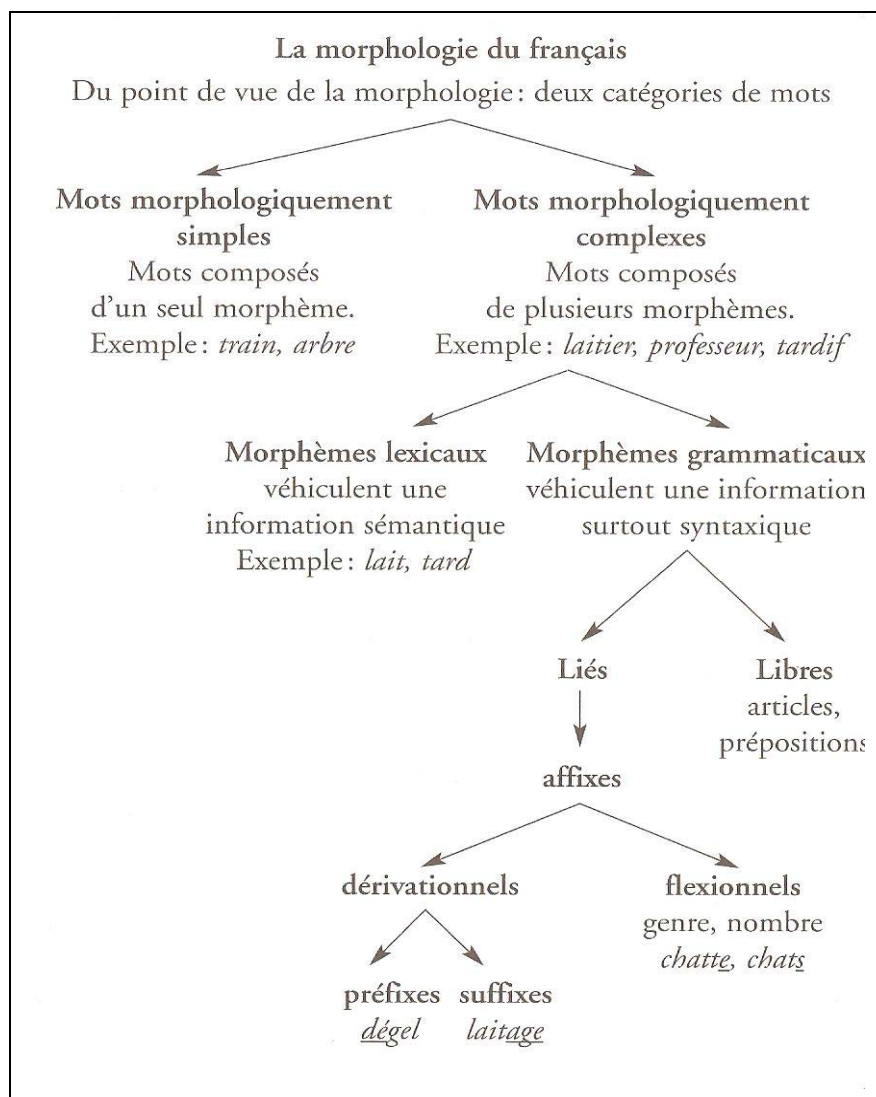 La morphologie du français
Du point de vue de la morphologie : deux catégories de mots
Mots morphologiquement
simples
Mots composés
d'un seul morphème.
Exemple : train, arbre
Mots morphologiquement
complexes
Mots composés
de plusieurs morphèmes.
Exemple : laitier, professeur, tardif
Morphèmes lexicaux
véhiculent une
information sémantique
Exemple : lait, tard
Morphèmes grammaticaux
véhiculent une information
surtout syntaxique
Liés
Libres
articles,
prépositions
affixes
dérivationnels
flexionnels
genre, nombre
chatte, chats
préfixes
dégel
suffixes
laitage